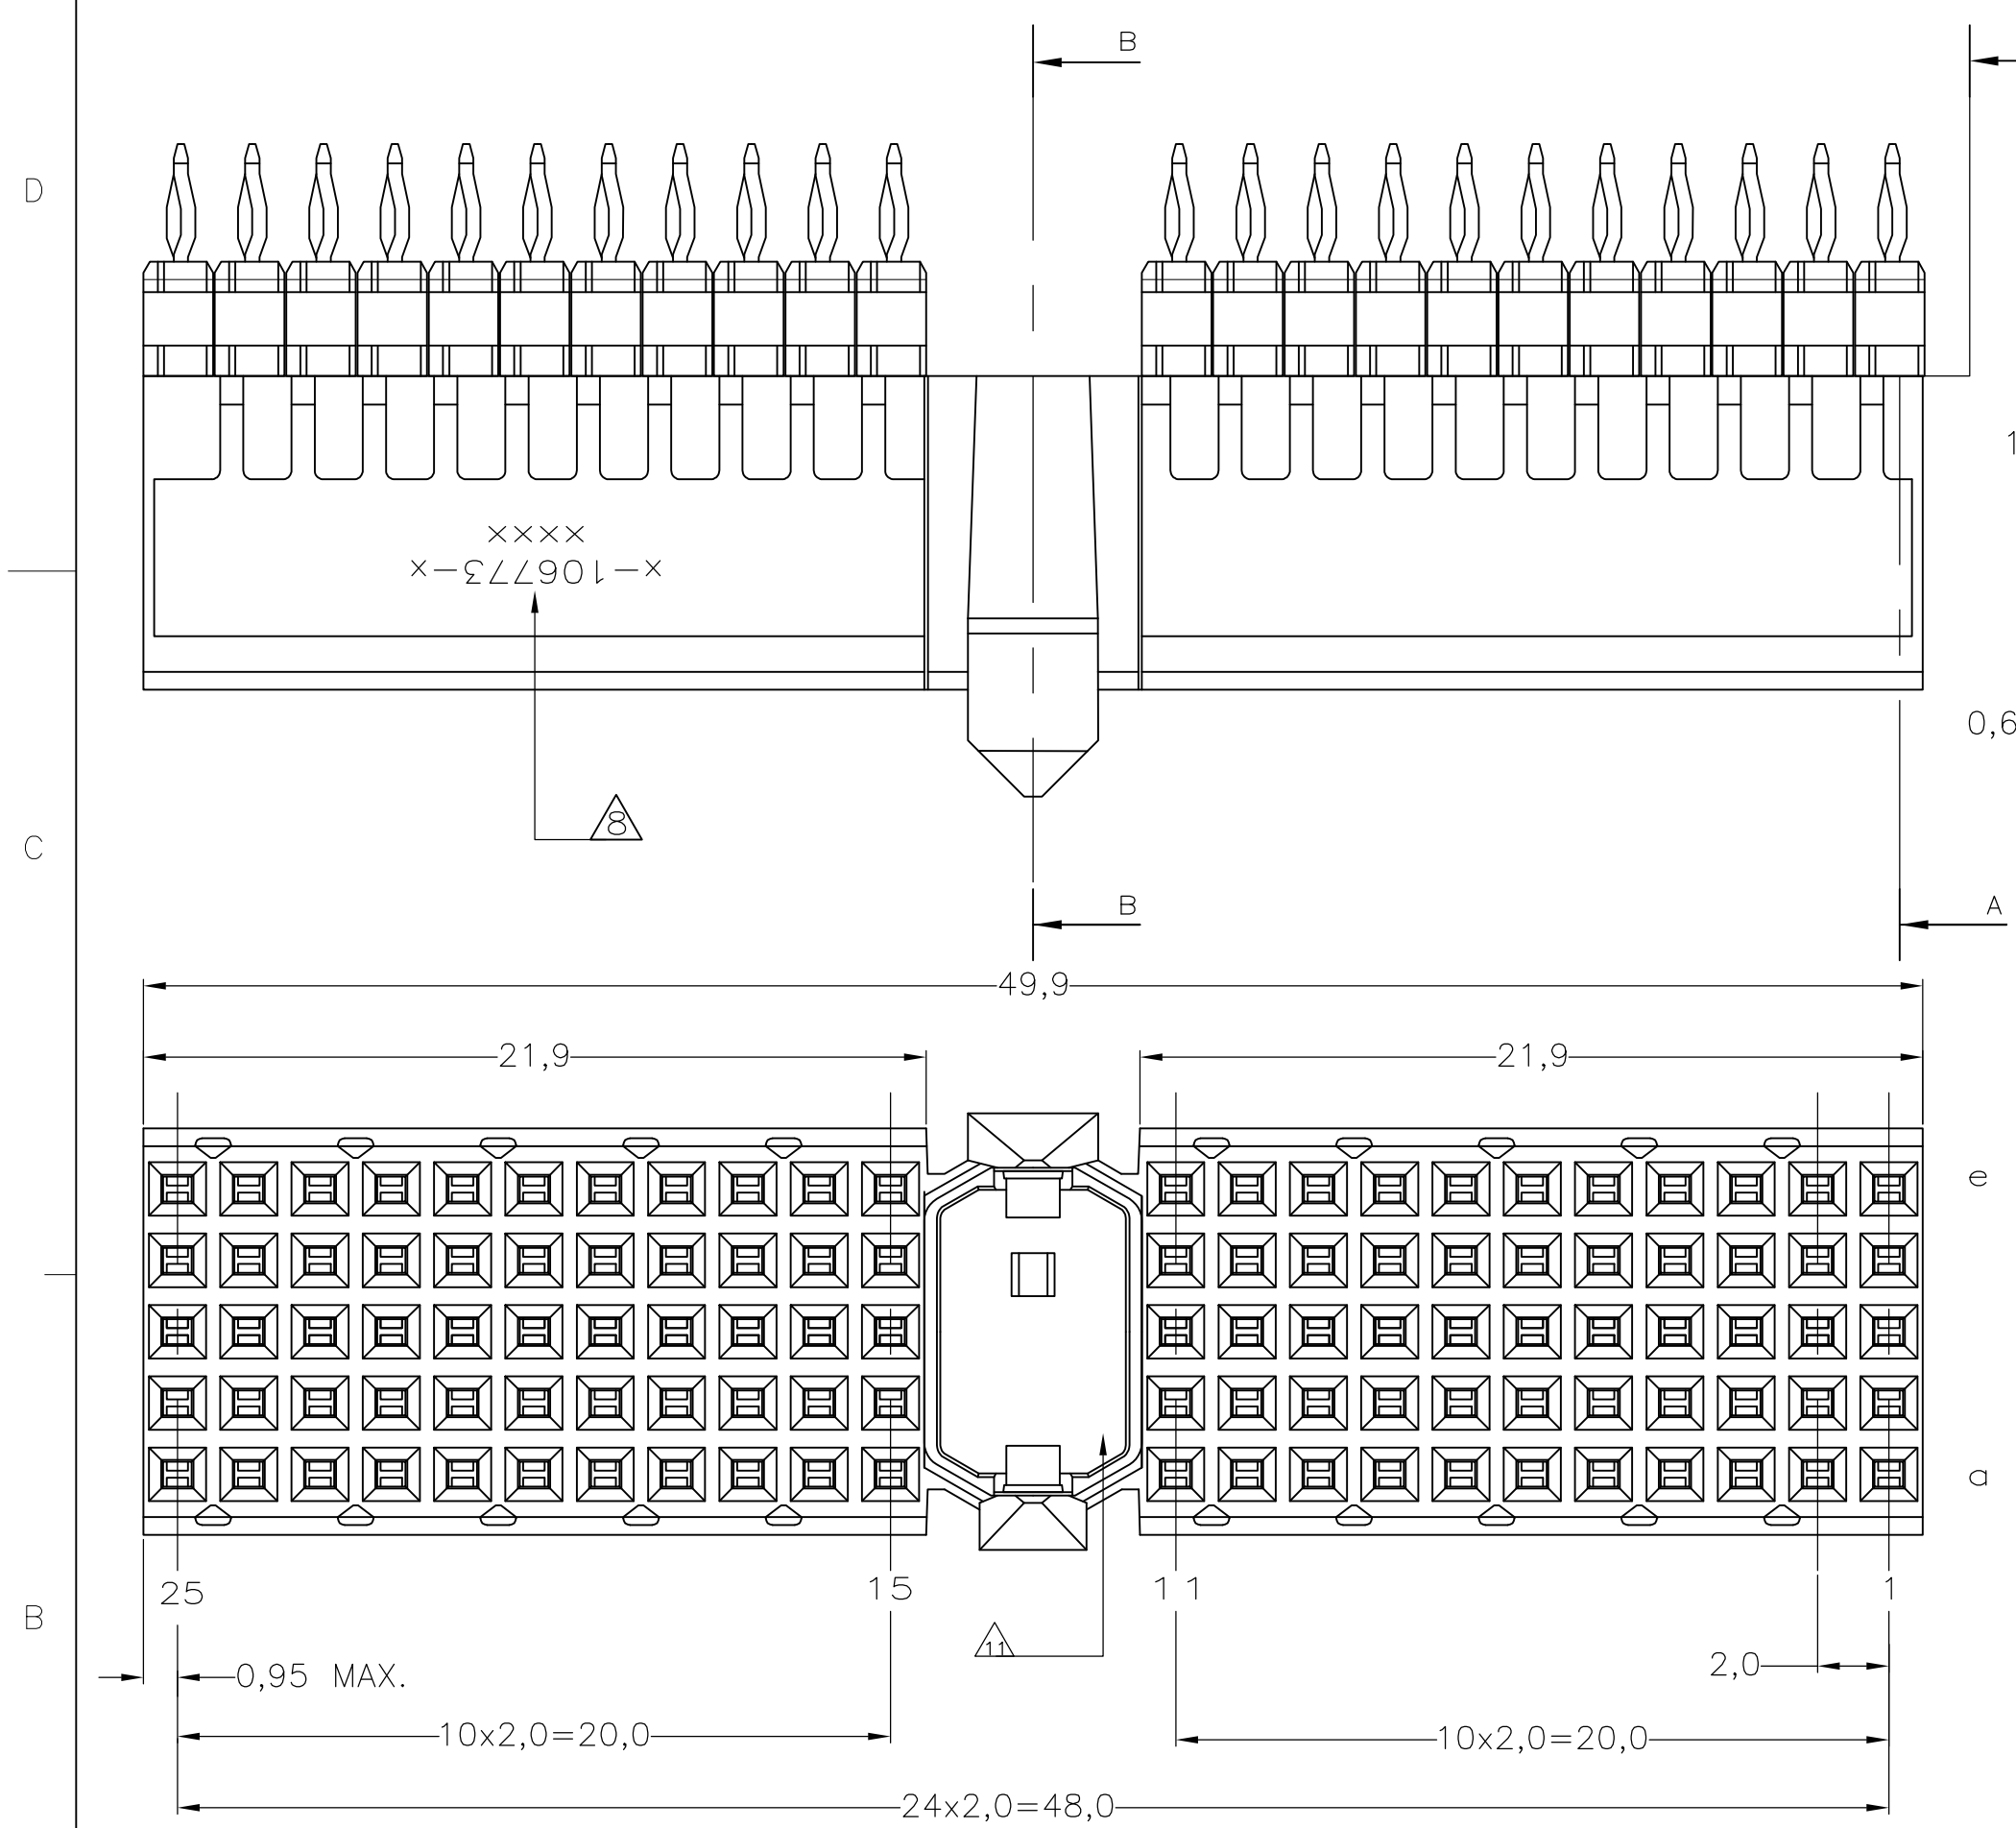 B
D
1
xxxx
x-106773-x
0,6
8
C
B
A
49,9
21,9 21,9
e
a
25 15 11 1
B
11
2,0
0,95 MAX.
10x2,0=20,0 10x2,0=20,0
24x2,0=48,0